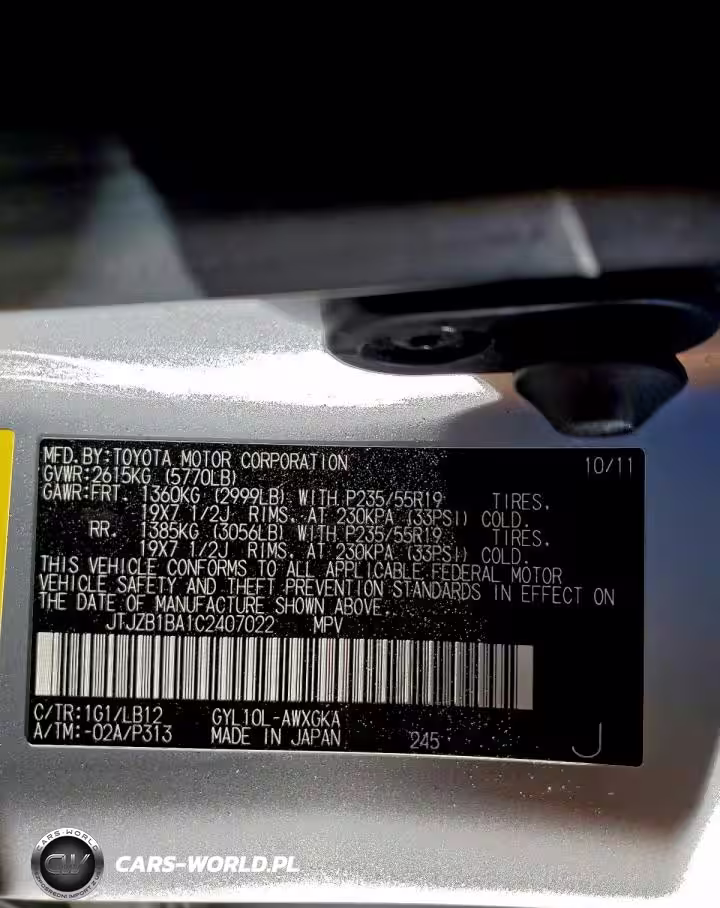 MFD.BY:TOYOTA MOTOR CORPORATION 10/11
GVWR:2615KG (5770LB)
GAWR:FRT. 1360KG (2999LB) WITH P235/55R19 TIRES,
19X7 1/2J RIMS, AT 230KPA (33PSI) COLD.
RR. 1385KG (3056LB) WITH P235/55R19 TIRES,
19X7 1/2J RIMS, AT 230KPA (33PSI) COLD.
THIS VEHICLE CONFORMS TO ALL APPLICABLE FEDERAL MOTOR
VEHICLE SAFETY AND THEFT PREVENTION STANDARDS IN EFFECT ON
THE DATE OF MANUFACTURE SHOWN ABOVE.
JTJZB1BA1C2407022 MPV
C/TR:1G1/LB12 GYL10L-AWXGKA
A/TM:-02A/P313 MADE IN JAPAN 245 J
CARS-WORLD
CW
CARS-WORLD.PL